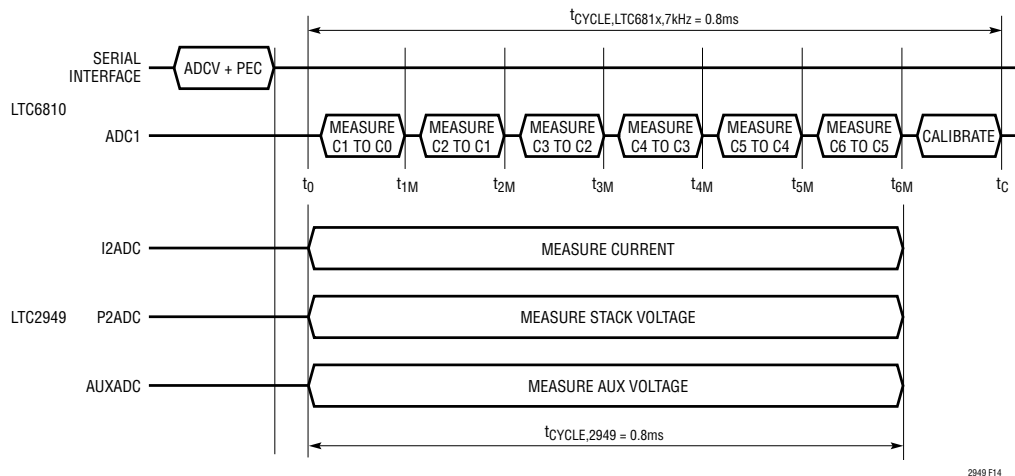 tCYCLE,LTC681x,7kHz = 0.8ms
SERIAL
INTERFACE
ADCV + PEC
LTC6810
ADC1
MEASURE
C1 TO C0
MEASURE
C2 TO C1
MEASURE
C3 TO C2
MEASURE
C4 TO C3
MEASURE
C5 TO C4
MEASURE
C6 TO C5
CALIBRATE
t0 t1M t2M t3M t4M t5M t6M tC
I2ADC MEASURE CURRENT
LTC2949 P2ADC MEASURE STACK VOLTAGE
AUXADC MEASURE AUX VOLTAGE
tCYCLE,2949 = 0.8ms
2949 F14